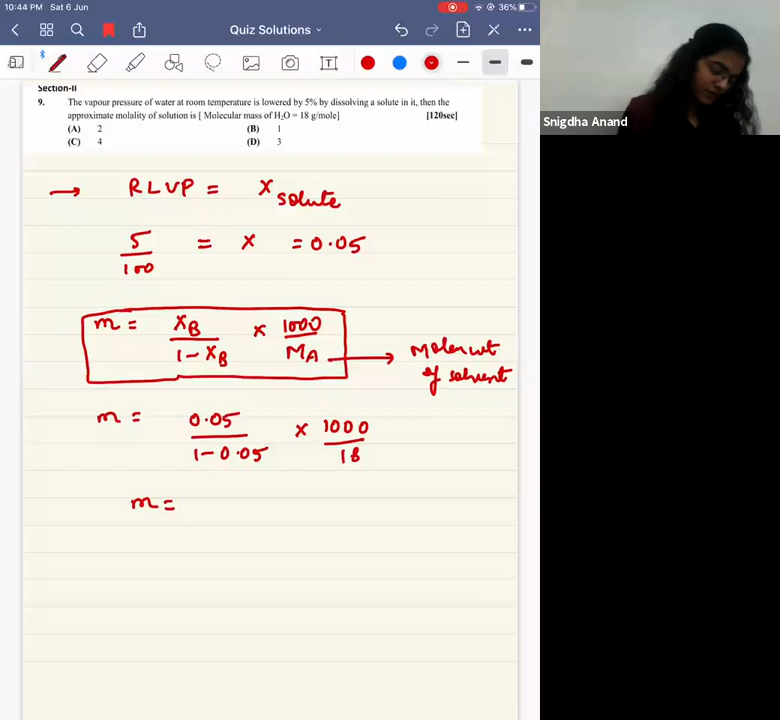 10:44 PM Sat 6 Jun
36%
Quiz Solutions
Section-II
9. The vapour pressure of water at room temperature is lowered by 5% by dissolving a solute in it, then the
approximate molality of solution is [ Molecular mass of H₂O = 18 g/mole] [120sec]
(A) 2 (B) 1
(C) 4 (D) 3
Snigdha Anand
→ RLVP = x solute
5/100 = x = 0.05
m = xB/1-xB × 1000/MA → Molar wt
of solvent
m = 0.05/1-0.05 × 1000/18
m =